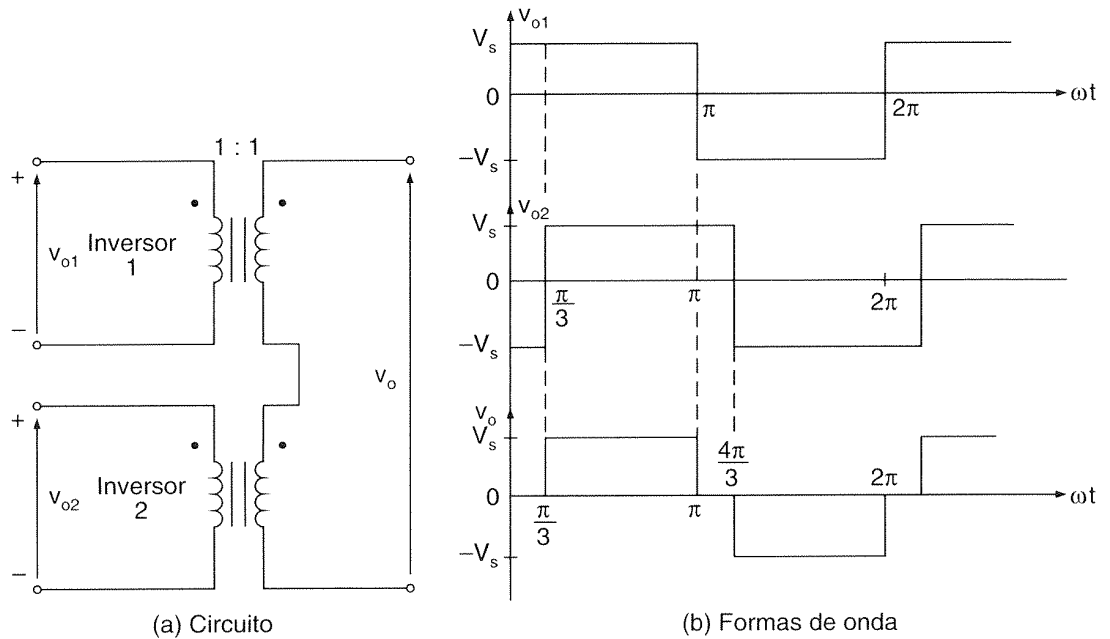 1 : 1
+
v_o1
Inversor
1
−
v_o
+
v_o2
Inversor
2
−
(a) Circuito
v_o1
V_s
0
π
2π
ωt
−V_s
v_o2
V_s
0
π/3
π
2π
−V_s
v_o
V_s
4π/3
2π
0
π/3
π
ωt
−V_s
(b) Formas de onda